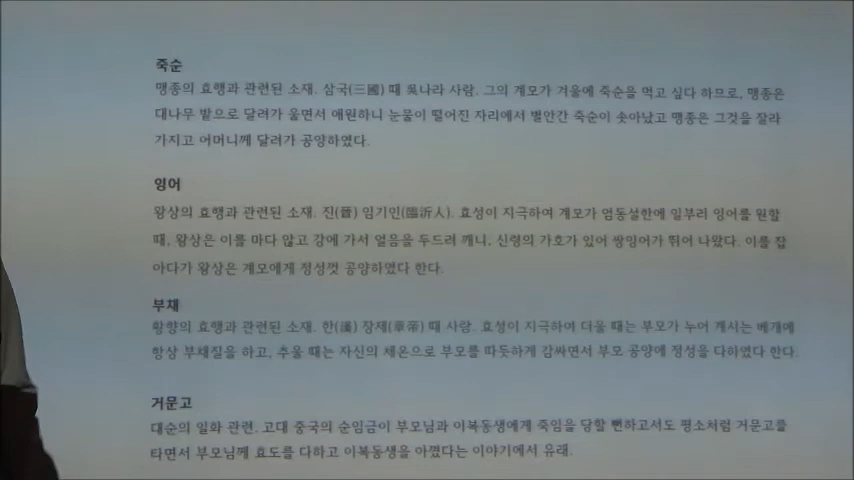 죽순
맹종의 효행과 관련된 소재. 삼국(三國) 때 吳나라 사람. 그의 계모가 겨울에 죽순을 먹고 싶다 하므로, 맹종은
대나무 밭으로 달려가 울면서 애원하니 눈물이 떨어진 자리에서 별안간 죽순이 솟아났고 맹종은 그것을 잘라
가지고 어머니께 달려가 공양하였다.
잉어
왕상의 효행과 관련된 소재. 진(晉) 임기인(臨沂人). 효성이 지극하여 계모가 엄동설한에 일부러 잉어를 원할
때, 왕상은 이를 마다 않고 강에 가서 얼음을 두드려 깨니, 신령의 가호가 있어 쌍잉어가 튀어 나왔다. 이를 잡
아다가 왕상은 계모에게 정성껏 공양하였다 한다.
부채
황향의 효행과 관련된 소재. 한(漢) 장제(章帝) 때 사람. 효성이 지극하여 더울 때는 부모가 누어 계시는 베개에
항상 부채질을 하고, 추울 때는 자신의 체온으로 부모를 따듯하게 감싸면서 부모 공양에 정성을 다하였다 한다.
거문고
대순의 일화 관련. 고대 중국의 순임금이 부모님과 이복동생에게 죽임을 당할 뻔하고서도 평소처럼 거문고를
타면서 부모님께 효도를 다하고 이복동생을 아꼈다는 이야기에서 유래.